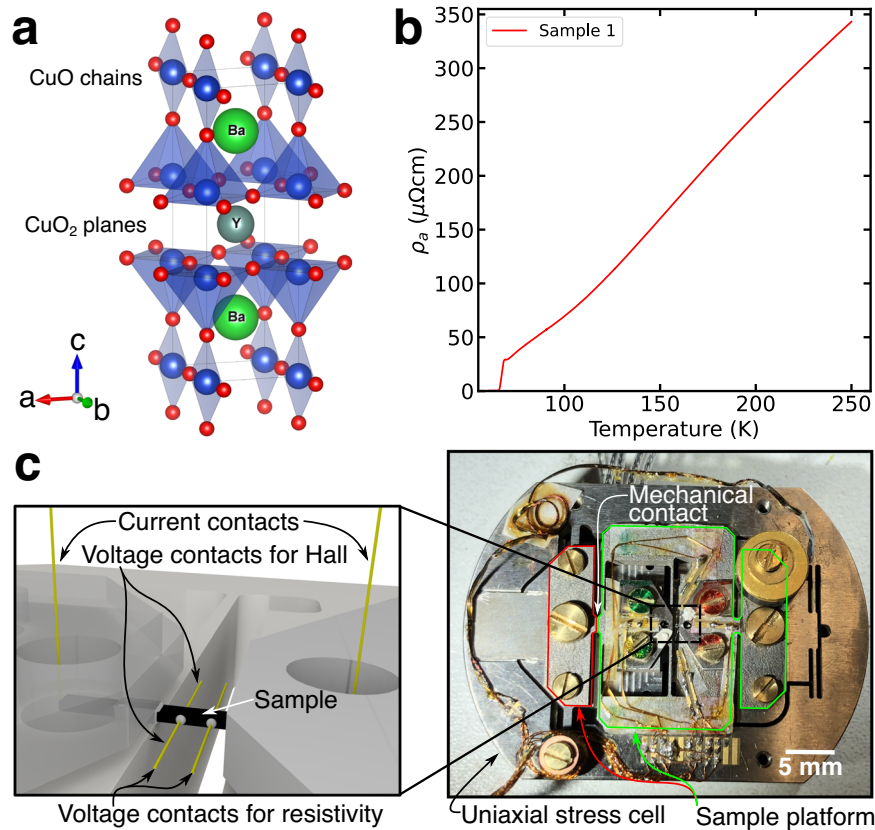 a
CuO chains
Ba
Y
CuO₂ planes
Ba
c
a
b
b
Sample 1
350
300
250
200
150
100
50
0
ρₐ (μΩcm)
100
150
200
250
Temperature (K)
c
Current contacts
Voltage contacts for Hall
Sample
Voltage contacts for resistivity
Mechanical
contact
5 mm
Uniaxial stress cell
Sample platform